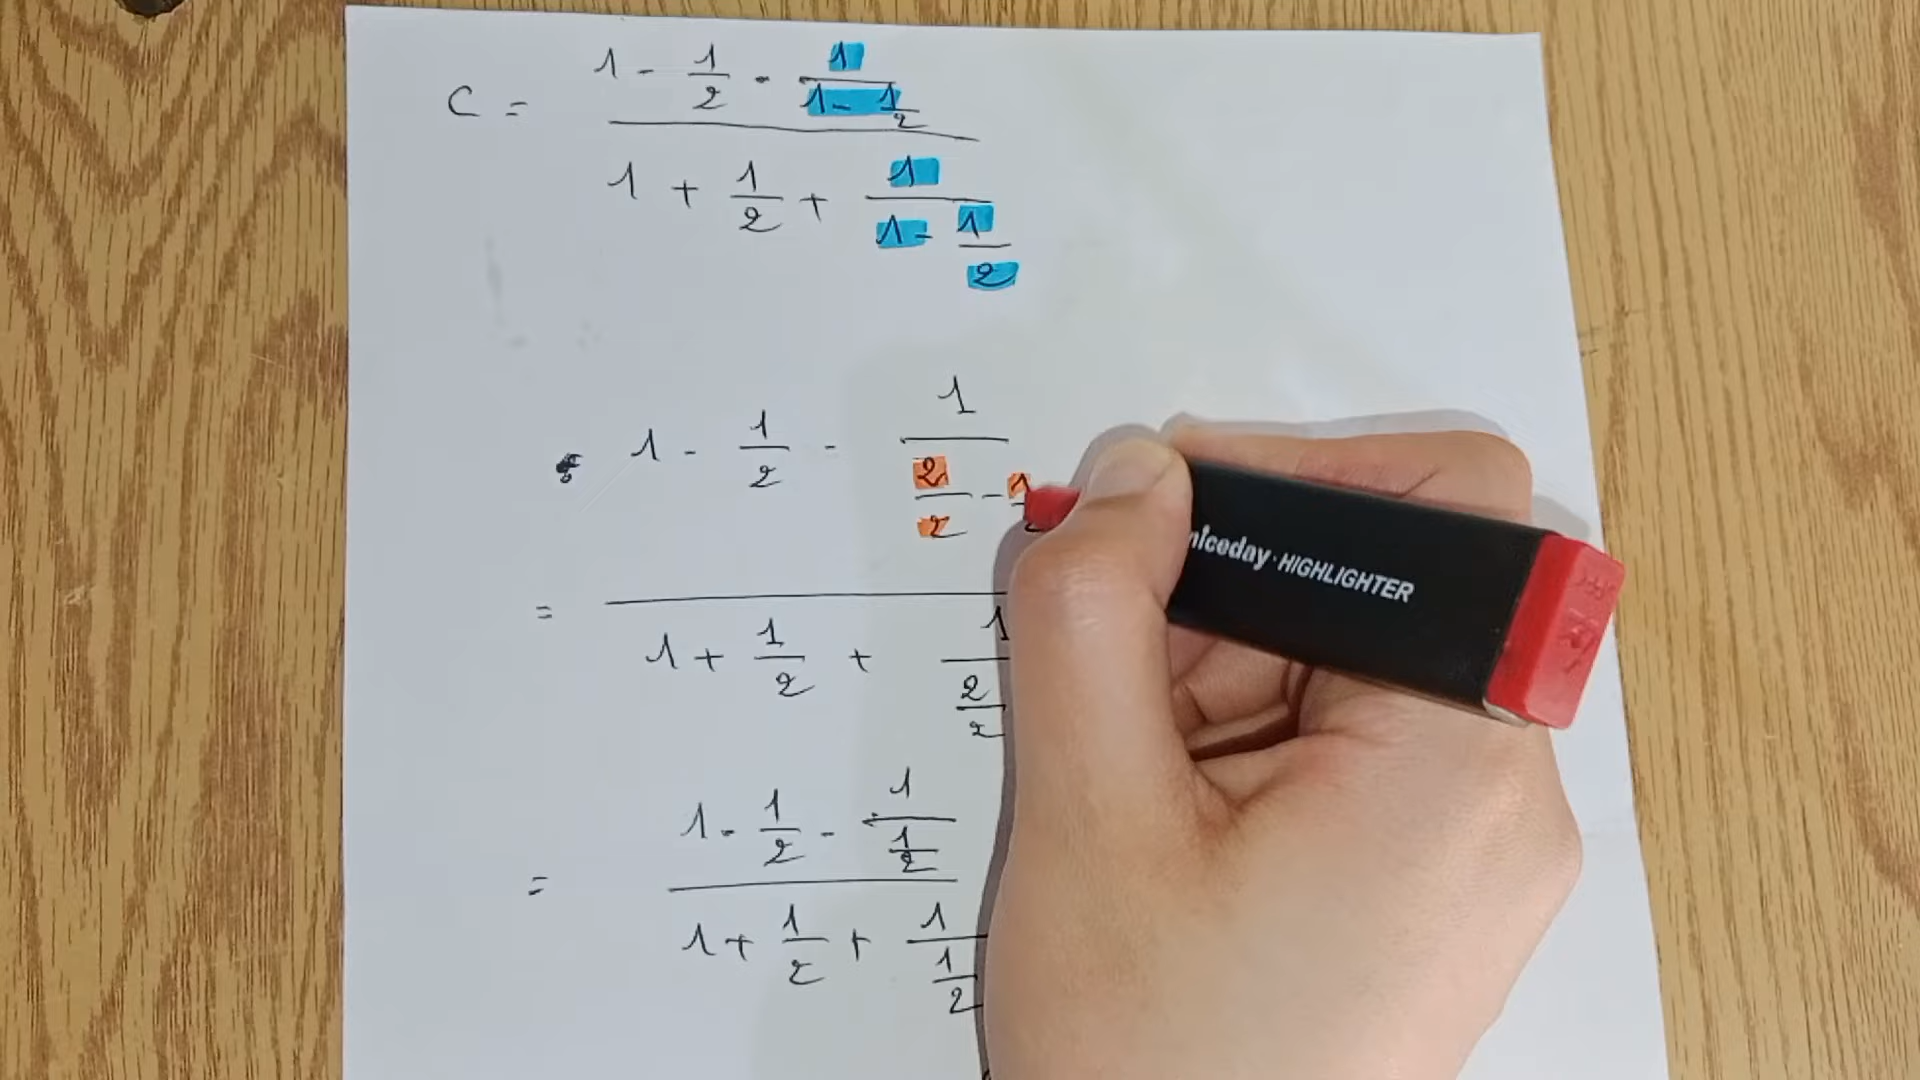 C = (1 - 1/2 - 1/(1 - 1/2)) / (1 + 1/2 + 1/(1 - 1/2))
1 - 1/2 - 1/(2/2 - 1/2)
=
1 + 1/2 + 1/(2/2
= (1 - 1/2 - 1/(1/2)) / (1 + 1/2 + 1/(1/2))
niceday · HIGHLIGHTER